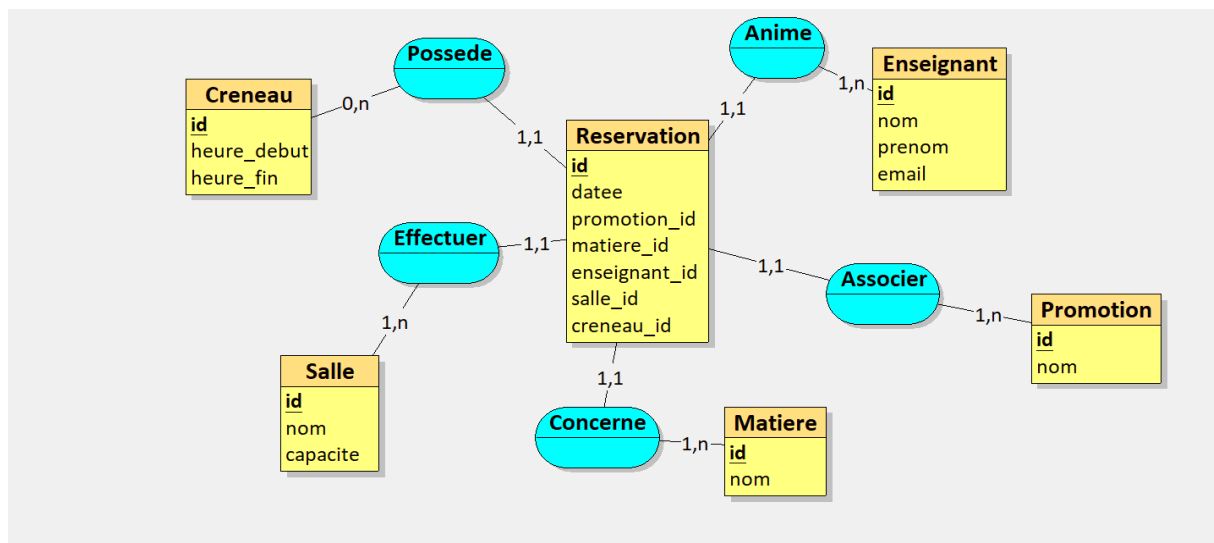 Possede
Anime
Creneau
id
heure_debut
heure_fin
0,n
1,1
1,1
1,n
Enseignant
id
nom
prenom
email
Reservation
id
datee
promotion_id
matiere_id
enseignant_id
salle_id
creneau_id
Effectuer
1,1
1,1
Associer
1,n
Promotion
id
nom
1,n
Salle
id
nom
capacite
1,1
Concerne
1,n
Matiere
id
nom